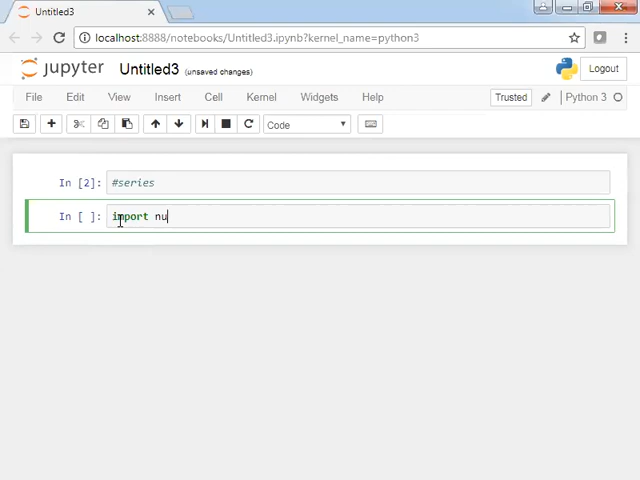 Untitled3
localhost:8888/notebooks/Untitled3.ipynb?kernel_name=python3
jupyter Untitled3 (unsaved changes) Logout
File Edit View Insert Cell Kernel Widgets Help Trusted Python 3
Code
In [2]: #series
In [ ]: import nu